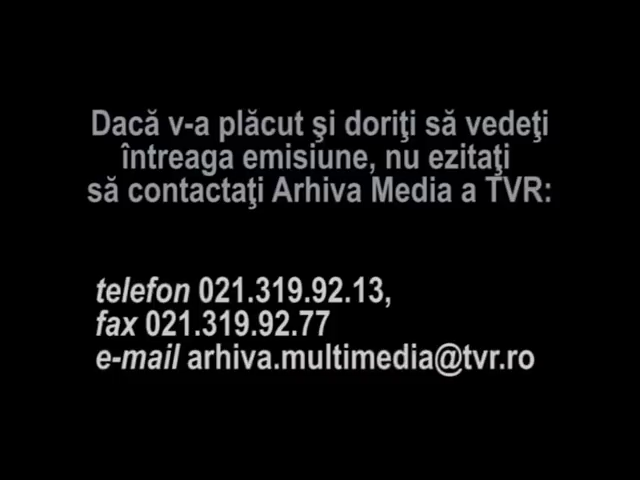 Dacă v-a plăcut şi doriţi să vedeţi
întreaga emisiune, nu ezitaţi
să contactaţi Arhiva Media a TVR:
telefon 021.319.92.13,
fax 021.319.92.77
e-mail arhiva.multimedia@tvr.ro